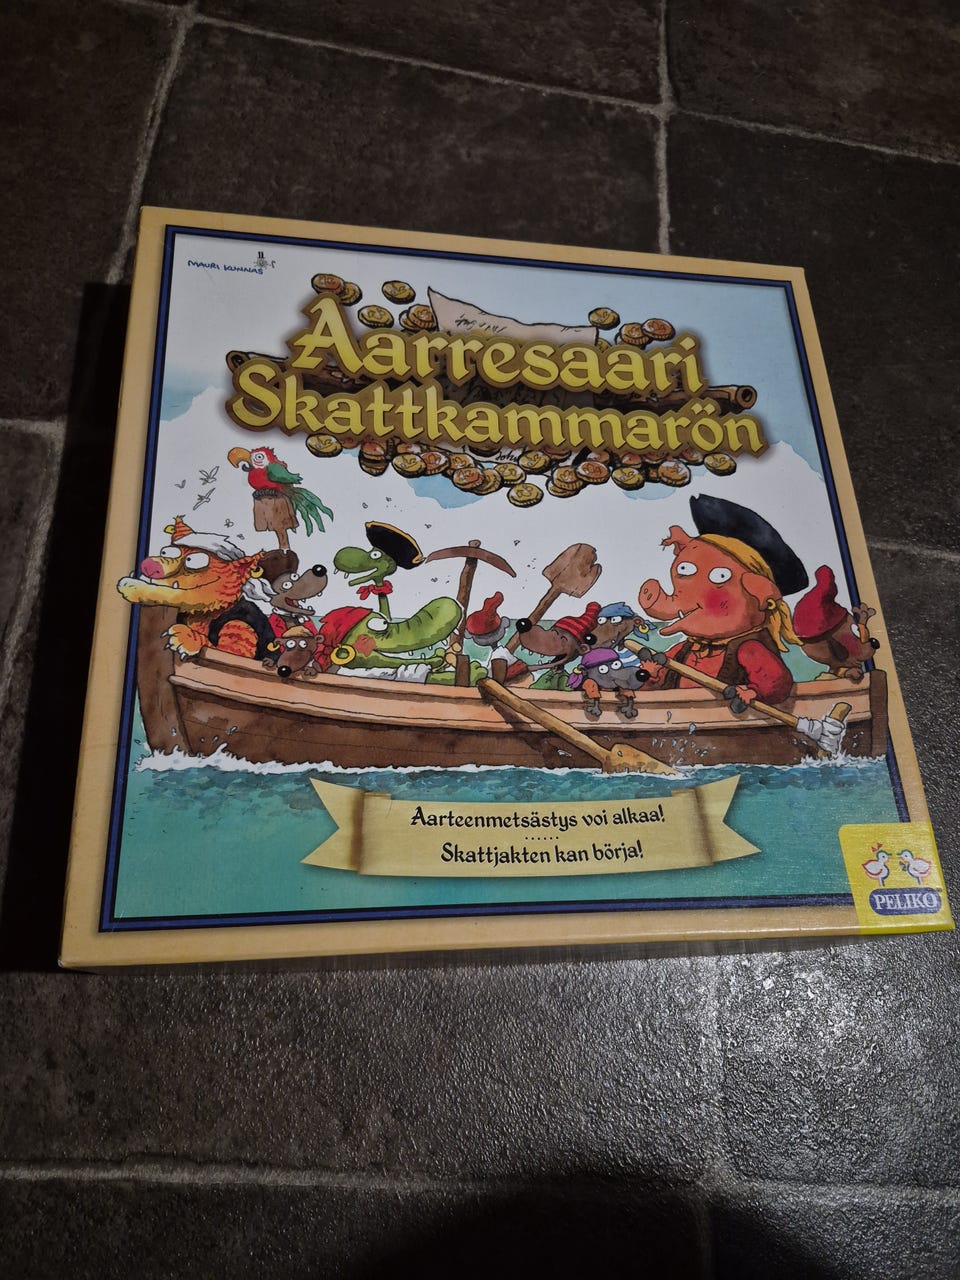 MAURI KUNNAS
Aarresaari
Skattkammarön
Aarteenmetsästys voi alkaa!
......
Skattjakten kan börja!
PELIKO